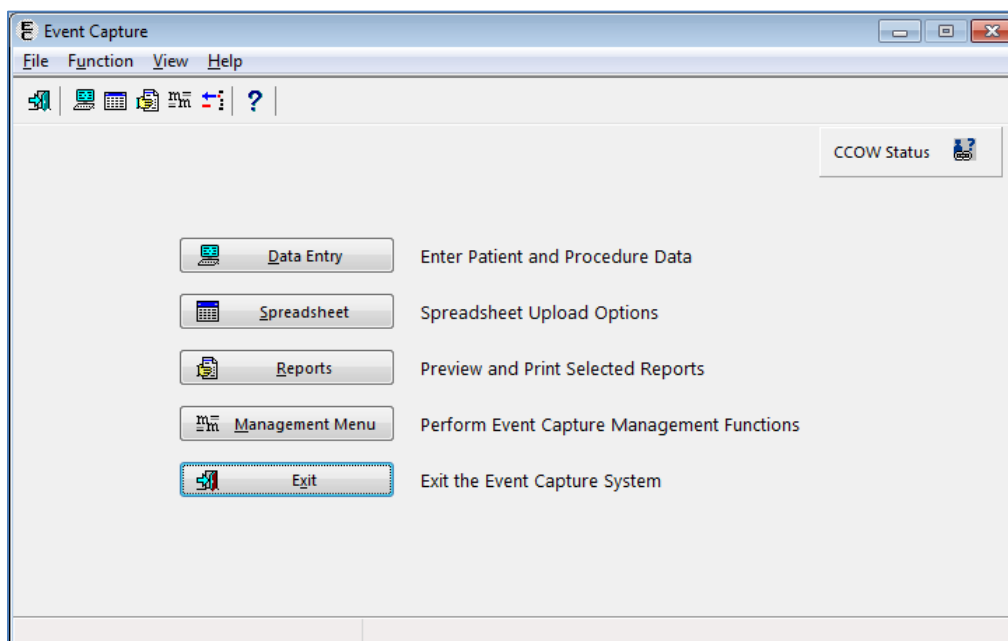 Event Capture
File Function View Help
CCOW Status
Data Entry Enter Patient and Procedure Data
Spreadsheet Spreadsheet Upload Options
Reports Preview and Print Selected Reports
Management Menu Perform Event Capture Management Functions
Exit Exit the Event Capture System